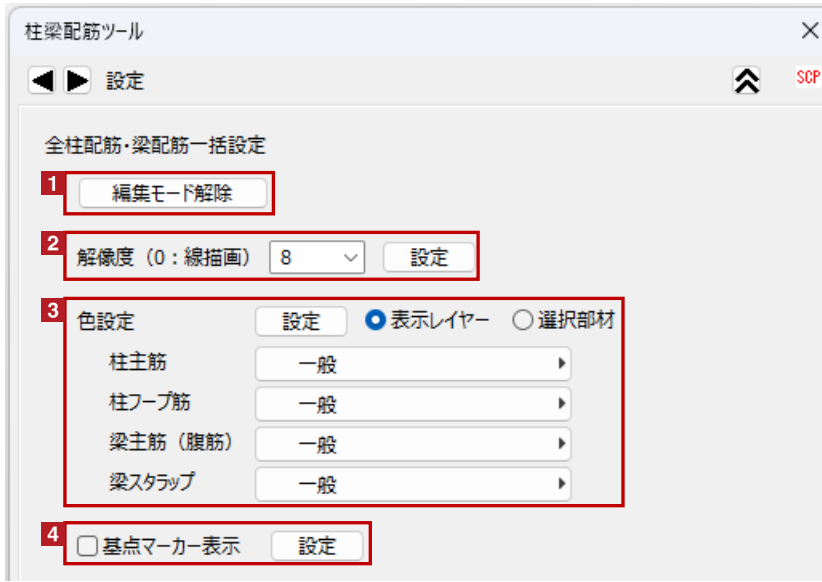 柱梁配筋ツール
設定
SCP
全柱配筋・梁配筋一括設定
1 編集モード解除
2 解像度（0：線描画） 8 設定
3 色設定 設定 表示レイヤー 選択部材
柱主筋 一般
柱フープ筋 一般
梁主筋（腹筋） 一般
梁スタラップ 一般
4 基点マーカー表示 設定